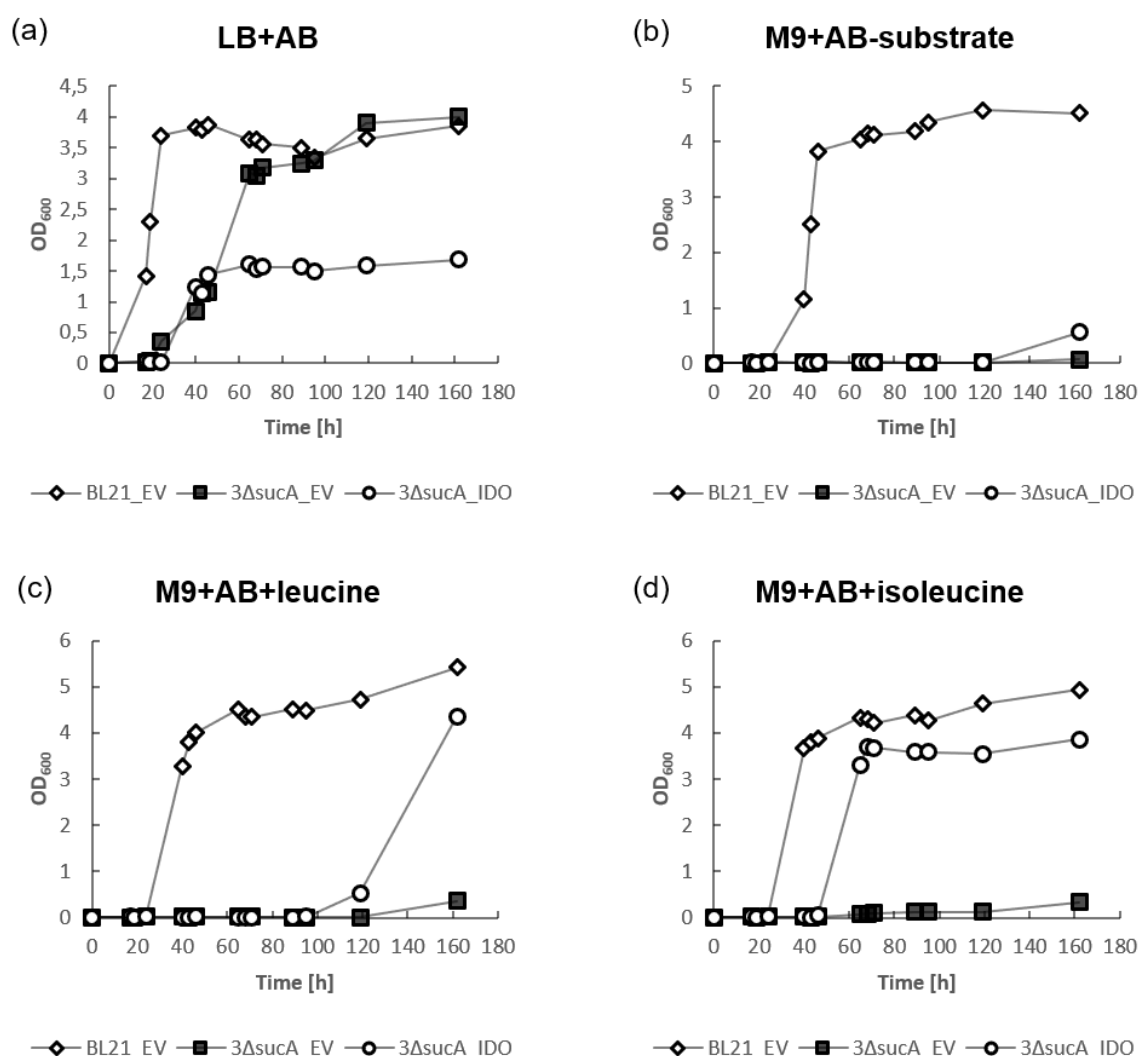 (a)
LB+AB
4,5
4
3,5
3
2,5
2
1,5
1
0,5
0
OD600
0 20 40 60 80 100 120 140 160 180
Time [h]
BL21_EV 3ΔsucA_EV 3ΔsucA_IDO
(b)
M9+AB-substrate
5
4
3
2
1
0
OD600
0 20 40 60 80 100 120 140 160 180
Time [h]
BL21_EV 3ΔsucA_EV 3ΔsucA_IDO
(c)
M9+AB+leucine
6
5
4
3
2
1
0
OD600
0 20 40 60 80 100 120 140 160 180
Time [h]
BL21_EV 3ΔsucA_EV 3ΔsucA_IDO
(d)
M9+AB+isoleucine
6
5
4
3
2
1
0
OD600
0 20 40 60 80 100 120 140 160 180
Time [h]
BL21_EV 3ΔsucA_EV 3ΔsucA_IDO